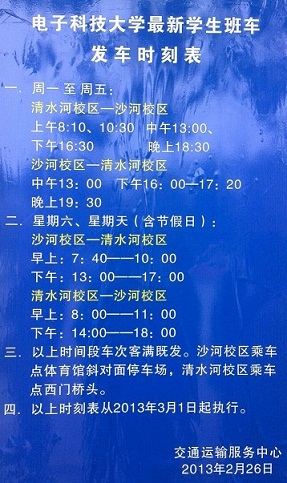 电子科技大学最新学生班车
发车时刻表
一. 周一至周五:
清水河校区—沙河校区
上午8:10、10:30 中午13:00、
下午16:30 晚上18:30
沙河校区—清水河校区
中午13:00 下午16:00—17:20
晚上19:30
二. 星期六、星期天（含节假日）:
沙河校区—清水河校区
早上:7:40——10:00
下午:13:00——17:00
清水河校区—沙河校区
早上:8:00——11:00
下午:14:00——18:00
三. 以上时间段车次客满既发。沙河校区乘车
点体育馆斜对面停车场，清水河校区乘车
点西门桥头。
四. 以上时刻表从2013年3月1日起执行。
交通运输服务中心
2013年2月26日